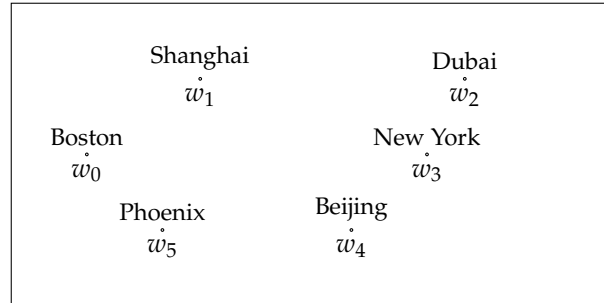 Shanghai
w₁
Dubai
w₂
Boston
w₀
New York
w₃
Phoenix
w₅
Beijing
w₄